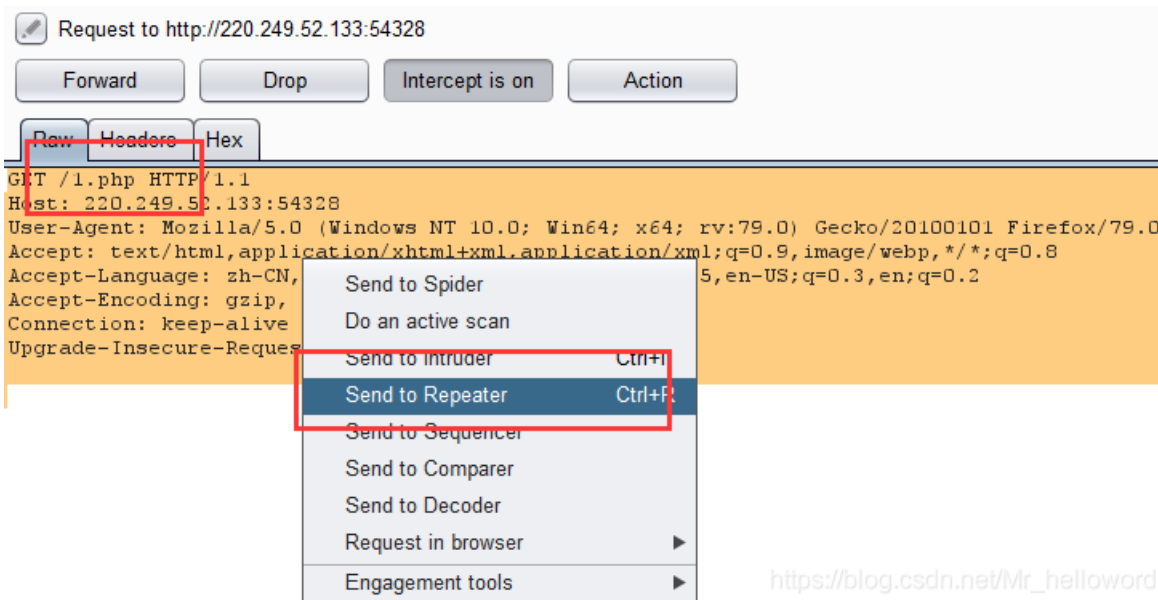 Request to http://220.249.52.133:54328
Forward Drop Intercept is on Action
Raw Headers Hex
GET /1.php HTTP/1.1
Host: 220.249.52.133:54328
User-Agent: Mozilla/5.0 (Windows NT 10.0; Win64; x64; rv:79.0) Gecko/20100101 Firefox/79.0
Accept: text/html,application/xhtml+xml,application/xml;q=0.9,image/webp,*/*;q=0.8
Accept-Language: zh-CN, 5,en-US;q=0.3,en;q=0.2
Accept-Encoding: gzip,
Connection: keep-alive
Upgrade-Insecure-Reques
Send to Spider
Do an active scan
Send to Intruder Ctrl+I
Send to Repeater Ctrl+R
Send to Sequencer
Send to Comparer
Send to Decoder
Request in browser
Engagement tools
https://blog.csdn.net/Mr_helloword